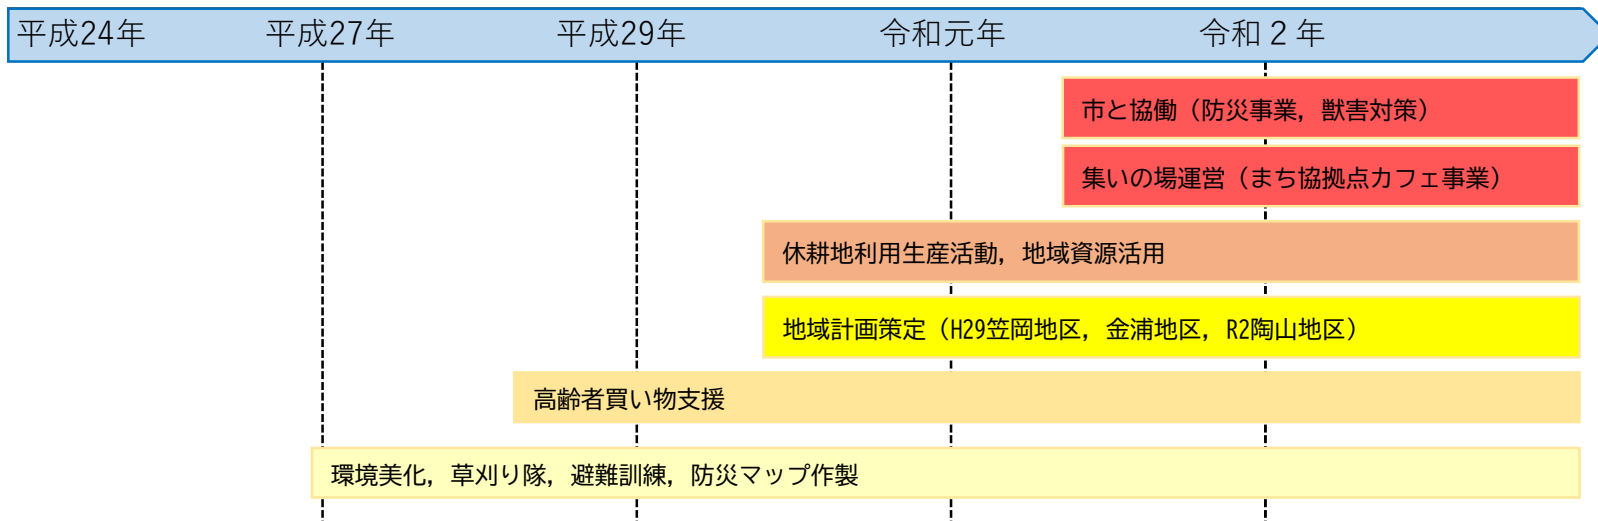 平成24年 平成27年 平成29年 令和元年 令和２年
市と協働（防災事業，獣害対策）
集いの場運営（まち協拠点カフェ事業）
休耕地利用生産活動，地域資源活用
地域計画策定（H29笠岡地区，金浦地区，R2陶山地区）
高齢者買い物支援
環境美化，草刈り隊，避難訓練，防災マップ作製